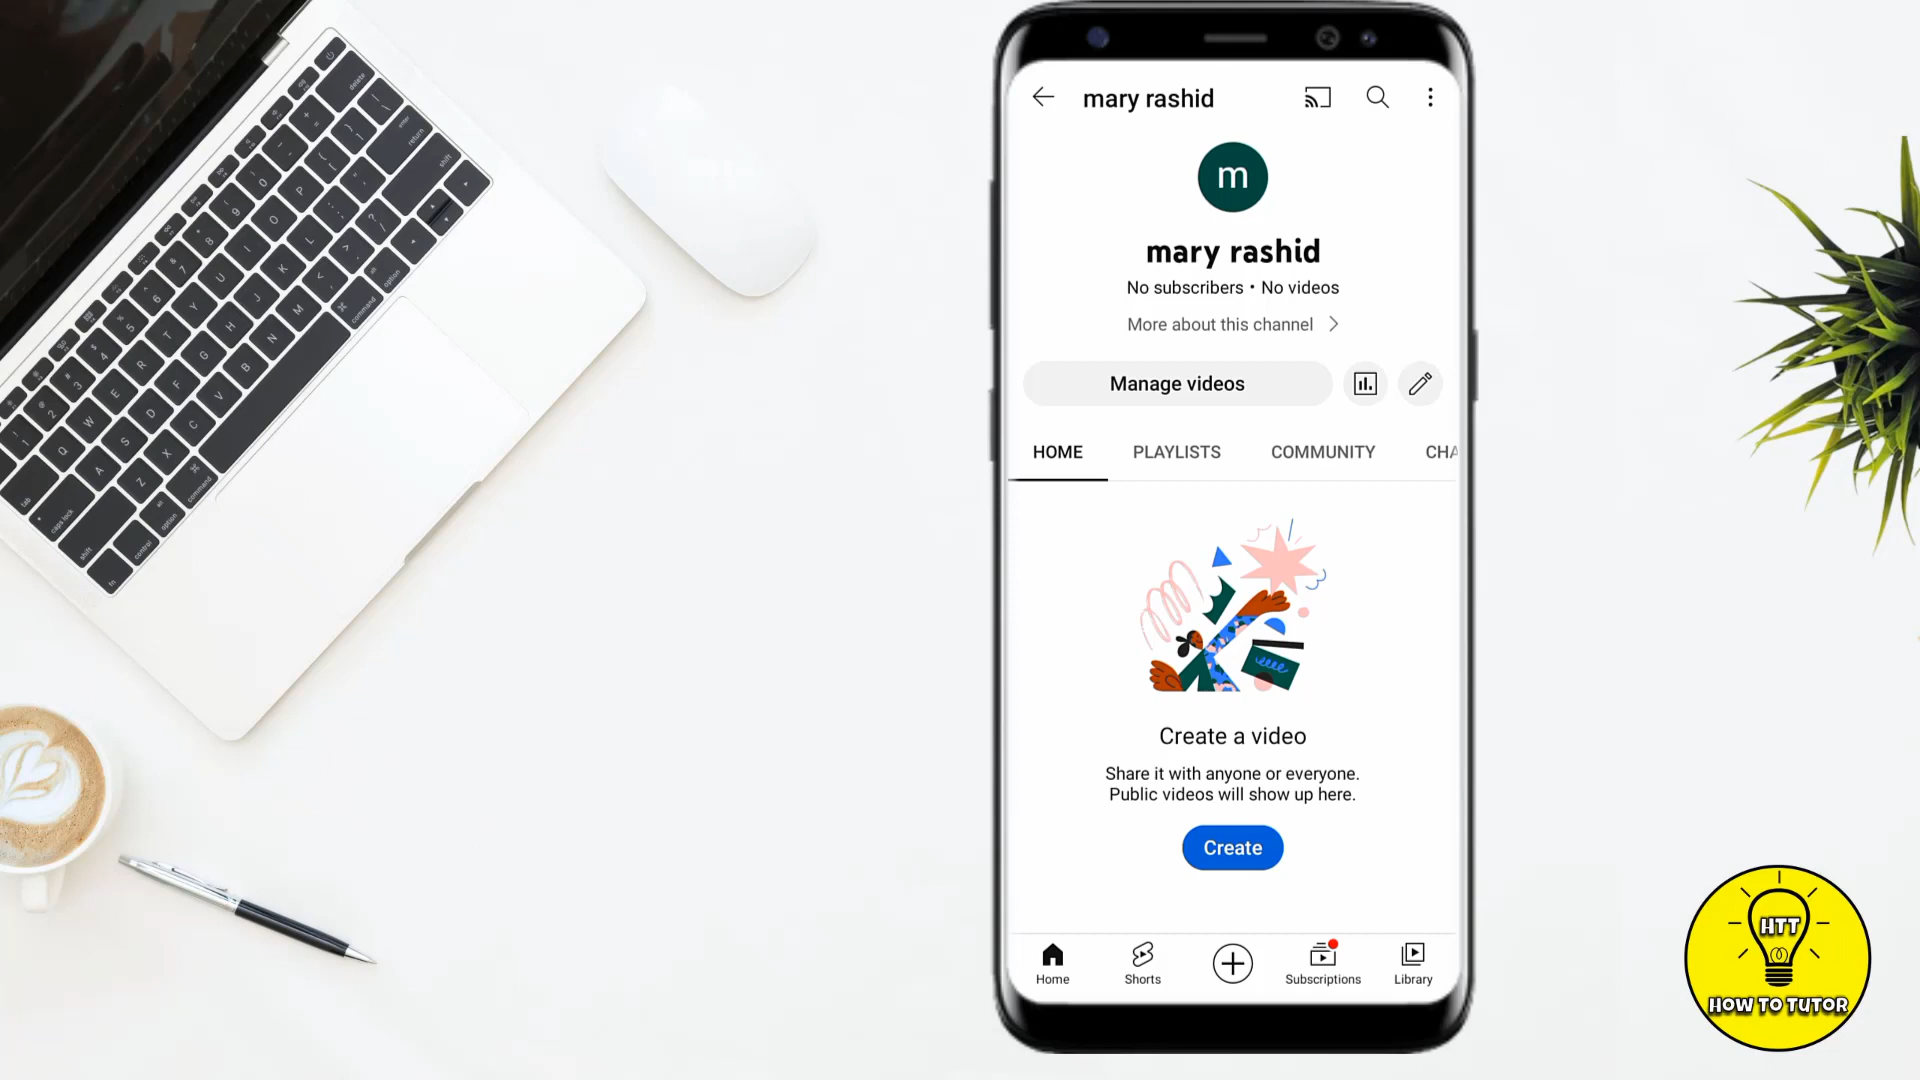 mary rashid
m
mary rashid
No subscribers • No videos
More about this channel
Manage videos
HOME PLAYLISTS COMMUNITY CHA
Create a video
Share it with anyone or everyone.
Public videos will show up here.
Create
Home Shorts Subscriptions Library
HTT
HOW TO TUTOR